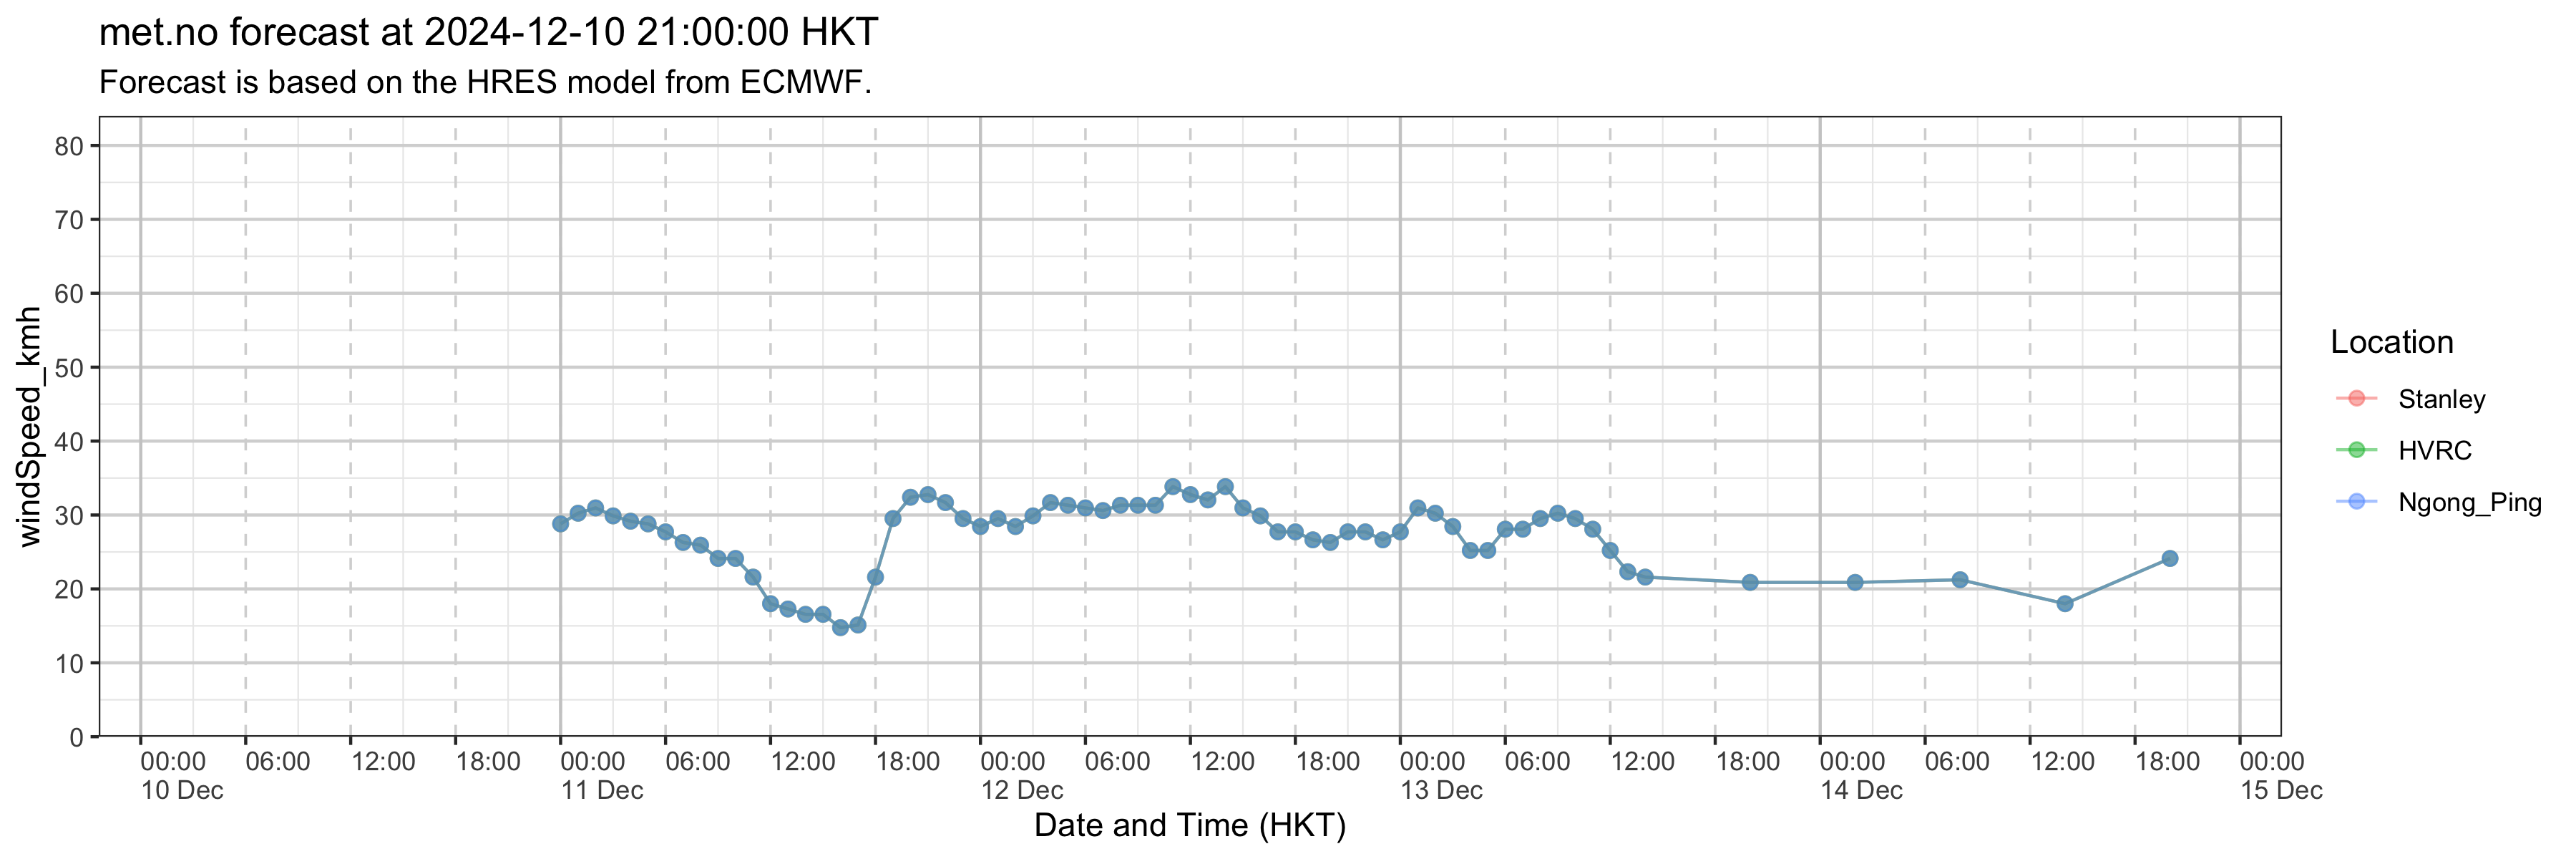 met.no forecast at 2024-12-10 21:00:00 HKT
Forecast is based on the HRES model from ECMWF.
windSpeed_kmh
80
70
60
50
40
30
20
10
0
00:00 06:00 12:00 18:00 00:00 06:00 12:00 18:00 00:00 06:00 12:00 18:00 00:00 06:00 12:00 18:00 00:00 06:00 12:00 18:00 00:00
10 Dec 11 Dec 12 Dec 13 Dec 14 Dec 15 Dec
Date and Time (HKT)
Location
Stanley
HVRC
Ngong_Ping